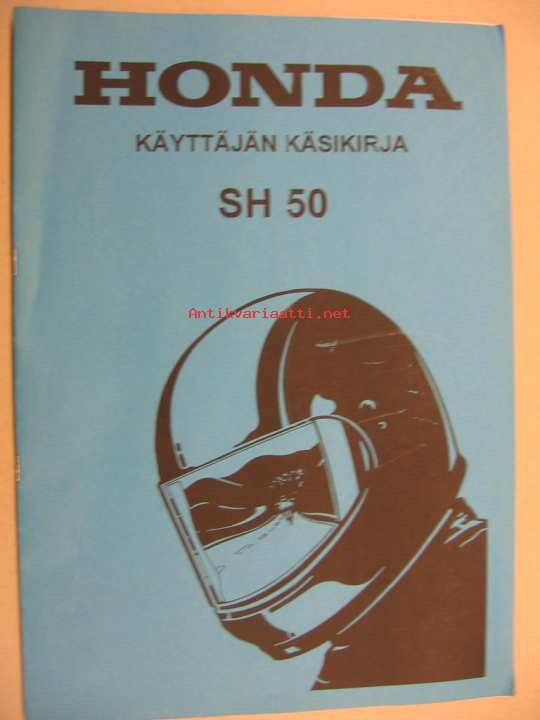 HONDA
KÄYTTÄJÄN KÄSIKIRJA
SH 50
Antikvariaatti.net